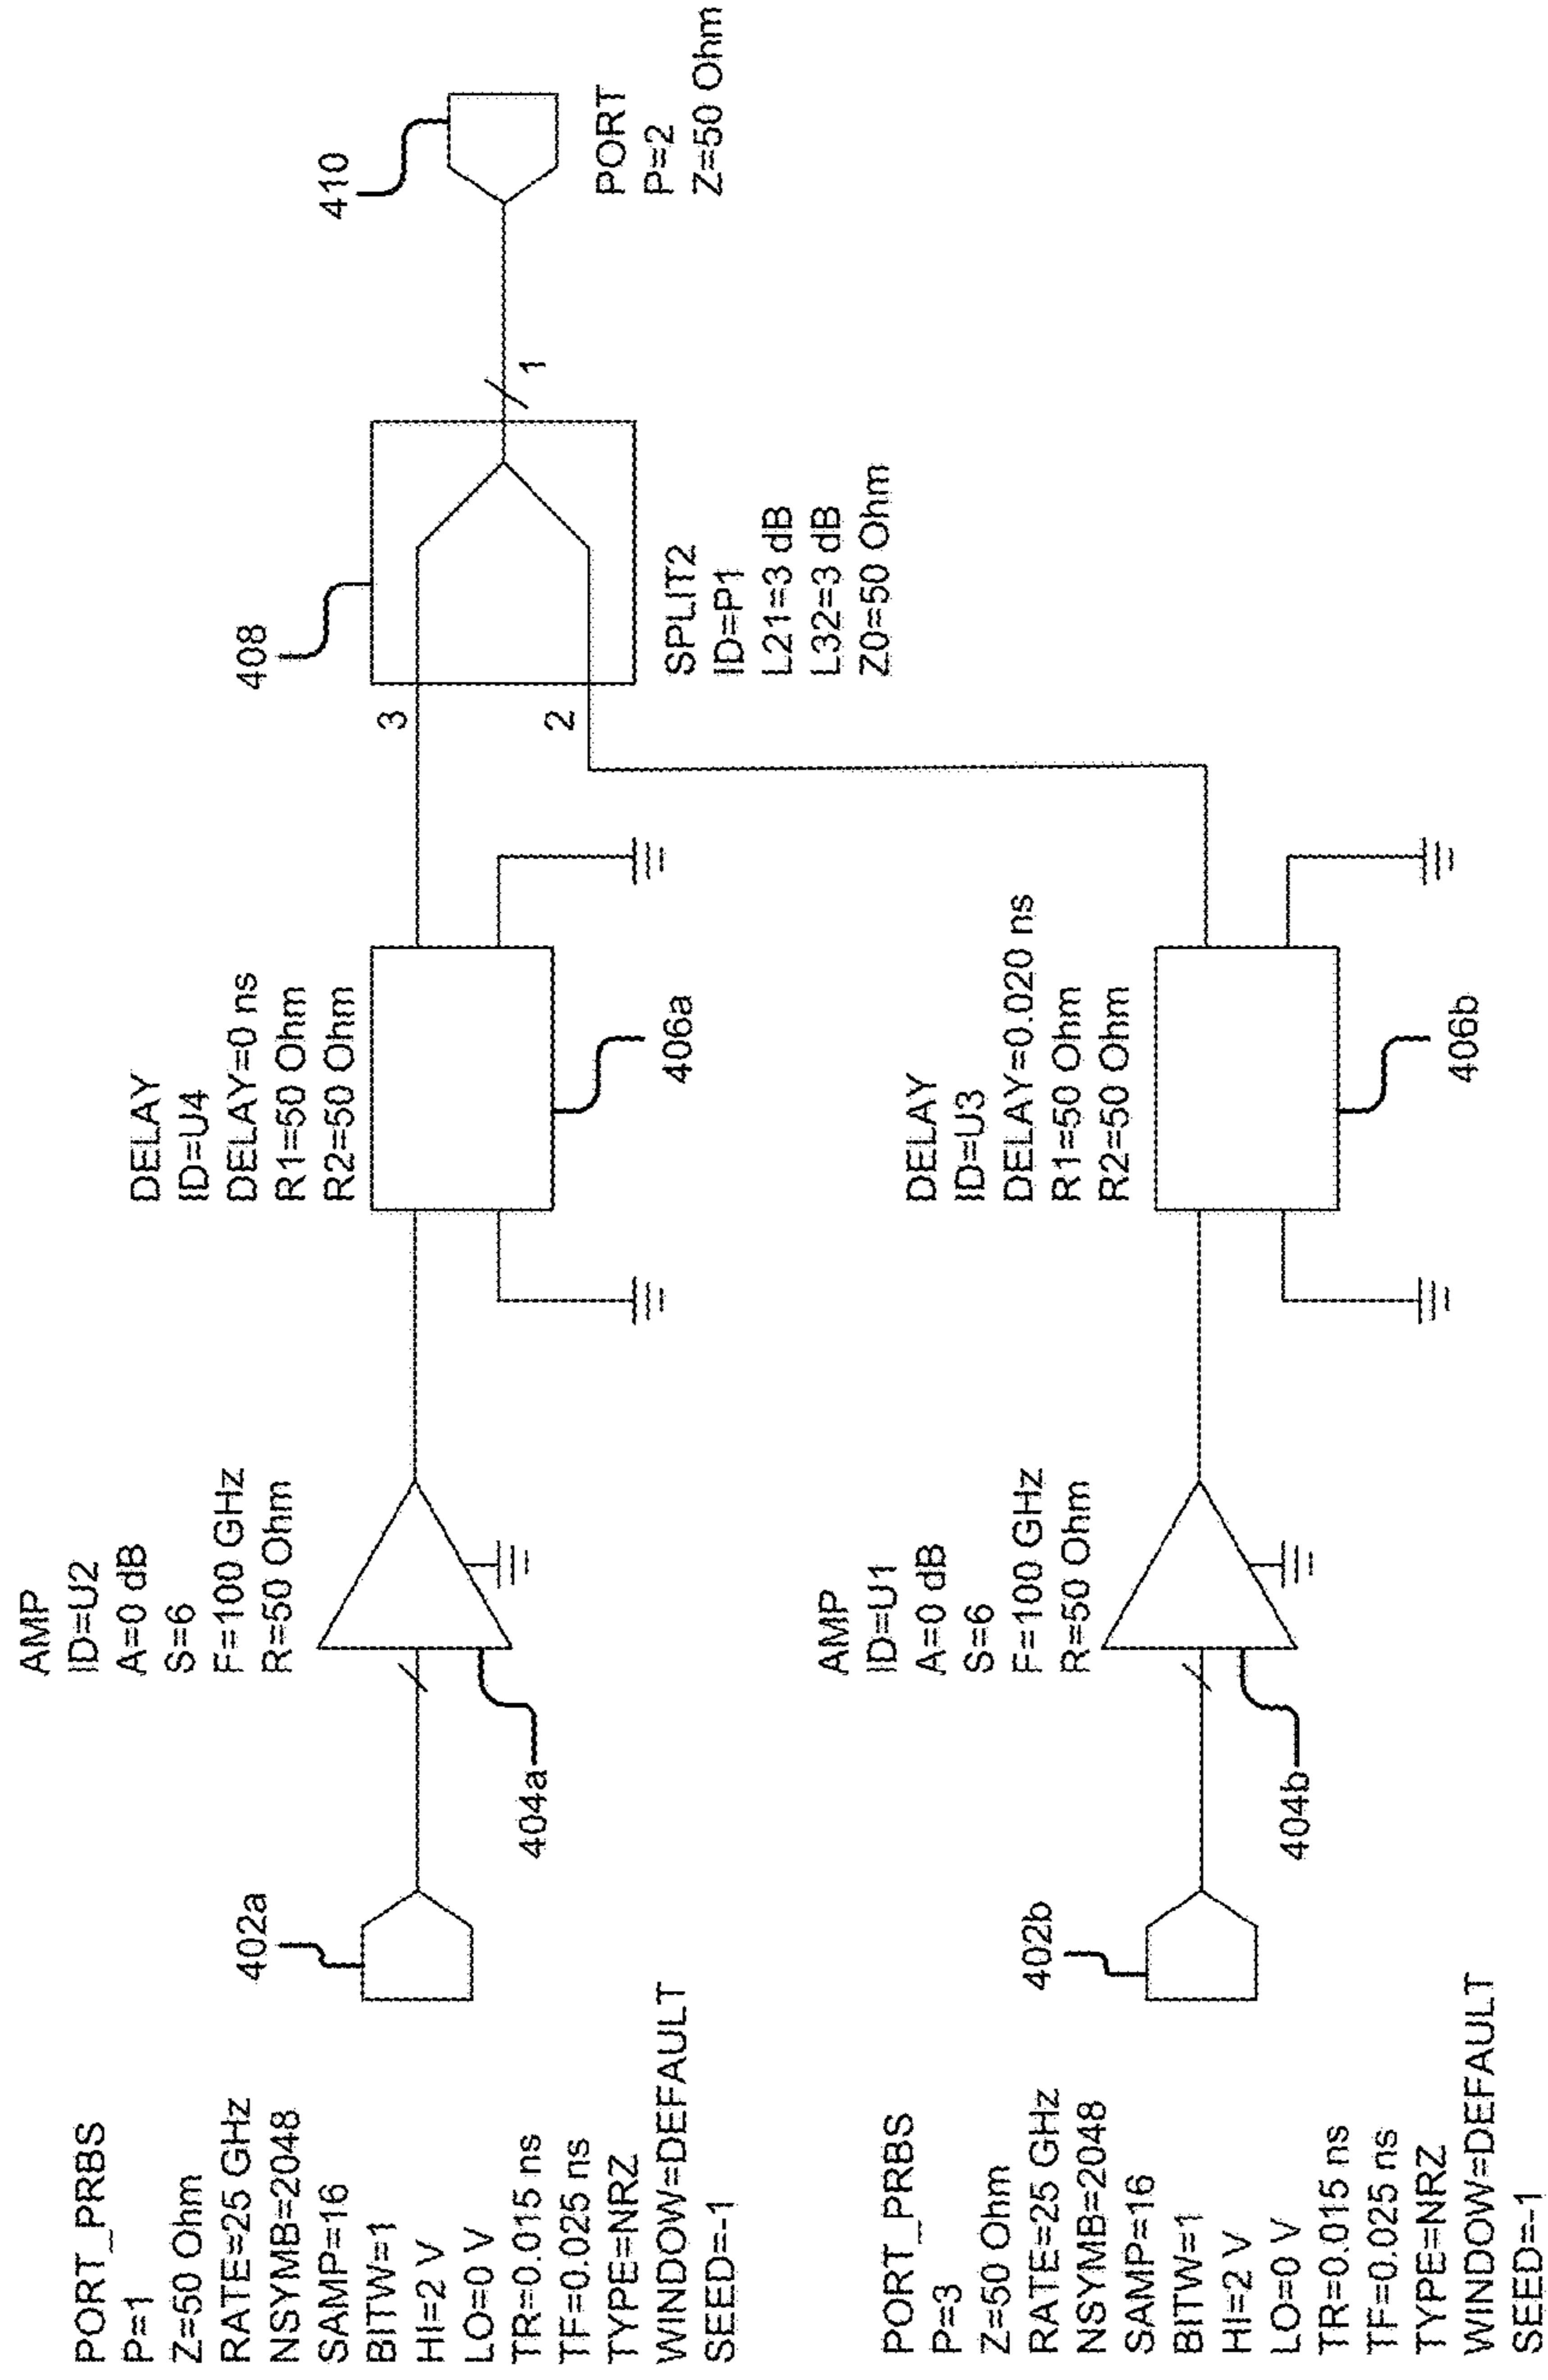 PORT_PRBS
P=1
Z=50 Ohm
RATE=25 GHz
NSYMB=2048
SAMP=16
BITW=1
HI=2 V
LO=0 V
TR=0.015 ns
TF=0.025 ns
TYPE=NRZ
WINDOW=DEFAULT
SEED=-1
402a
AMP
ID=U2
A=0 dB
S=6
F=100 GHz
R=50 Ohm
404a
DELAY
ID=U4
DELAY=0 ns
R1=50 Ohm
R2=50 Ohm
406a
408
3
2
1
SPLIT2
ID=P1
L21=3 dB
L32=3 dB
Z0=50 Ohm
410
PORT
P=2
Z=50 Ohm
PORT_PRBS
P=3
Z=50 Ohm
RATE=25 GHz
NSYMB=2048
SAMP=16
BITW=1
HI=2 V
LO=0 V
TR=0.015 ns
TF=0.025 ns
TYPE=NRZ
WINDOW=DEFAULT
SEED=-1
402b
AMP
ID=U1
A=0 dB
S=6
F=100 GHz
R=50 Ohm
404b
DELAY
ID=U3
DELAY=0.020 ns
R1=50 Ohm
R2=50 Ohm
406b